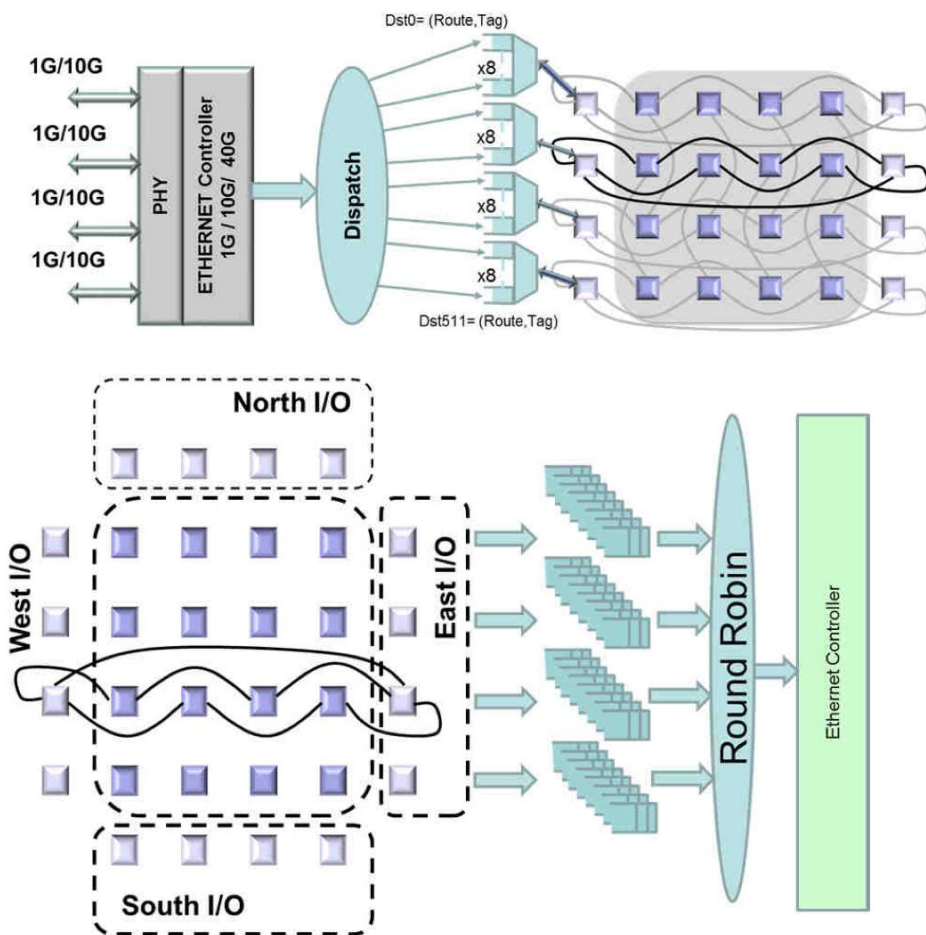 Dst0= (Route,Tag)
1G/10G
1G/10G
1G/10G
1G/10G
PHY
ETHERNET Controller
1G / 10G/ 40G
Dispatch
x8
x8
x8
x8
Dst511= (Route,Tag)
North I/O
West I/O
East I/O
South I/O
Round Robin
Ethernet Controller